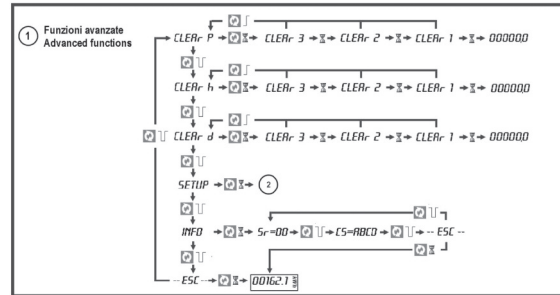 1 Funzioni avanzate
Advanced functions
CLEAr P CLEAr 3 CLEAr 2 CLEAr 1 00000,0
CLEAr h CLEAr 3 CLEAr 2 CLEAr 1 00000,0
CLEAr d CLEAr 3 CLEAr 2 CLEAr 1 00000,0
SETUP 2
INFO Sr=00 CS=ABCD -- ESC --
-- ESC -- 00162.1